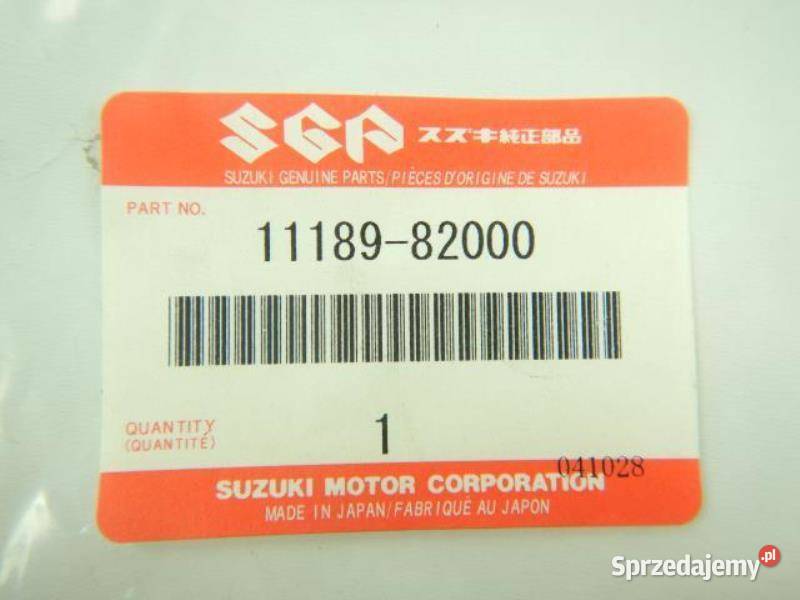 SGP スズキ純正部品
SUZUKI GENUINE PARTS/PIÈCES D'ORIGINE DE SUZUKI
PART NO.
11189-82000
QUANTITY
(QUANTITÉ)
1
041028
SUZUKI MOTOR CORPORATION
MADE IN JAPAN/FABRIQUÉ AU JAPON
Sprzedajemy.pl